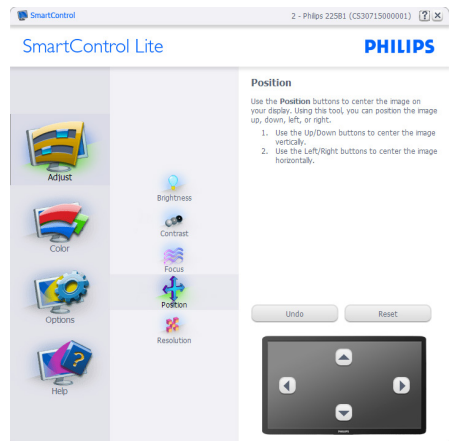 SmartControl
2 - Philips 225B1 (CS30715000001)
SmartControl Lite
PHILIPS
Adjust
Color
Options
Help
Brightness
Contrast
Focus
Position
Resolution
Position
Use the Position buttons to center the image on
your display. Using this tool, you can position the image
up, down, left, or right.
1. Use the Up/Down buttons to center the image
vertically.
2. Use the Left/Right buttons to center the image
horizontally.
Undo
Reset
PHILIPS